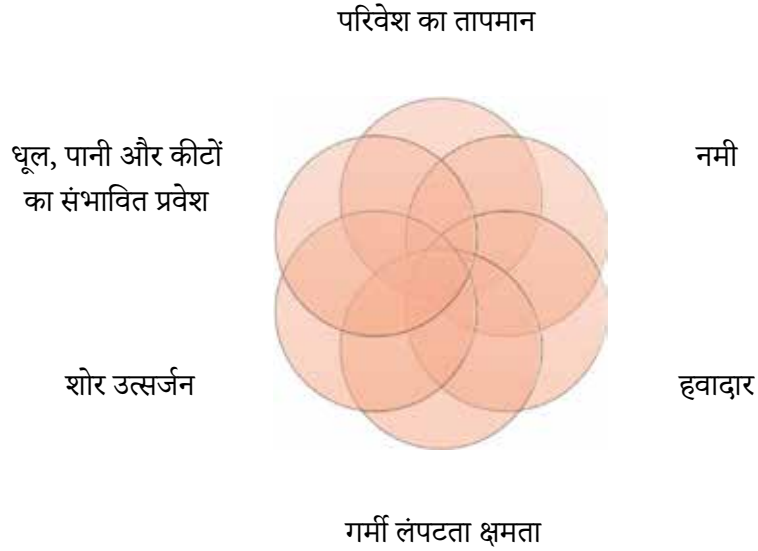 परिवेश का तापमान
धूल, पानी और कीटों
का संभावित प्रवेश
नमी
शोर उत्सर्जन
हवादार
गर्मी लंपटता क्षमता